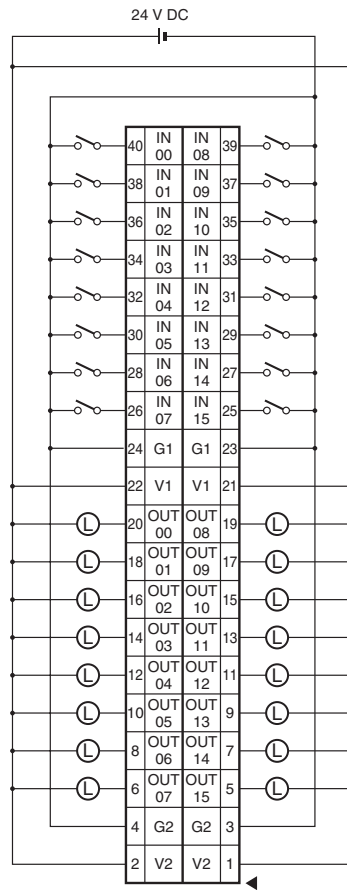 24 V DC
40 IN 00 IN 08 39
38 IN 01 IN 09 37
36 IN 02 IN 10 35
34 IN 03 IN 11 33
32 IN 04 IN 12 31
30 IN 05 IN 13 29
28 IN 06 IN 14 27
26 IN 07 IN 15 25
24 G1 G1 23
22 V1 V1 21
L 20 OUT 00 OUT 08 19 L
L 18 OUT 01 OUT 09 17 L
L 16 OUT 02 OUT 10 15 L
L 14 OUT 03 OUT 11 13 L
L 12 OUT 04 OUT 12 11 L
L 10 OUT 05 OUT 13 9 L
L 8 OUT 06 OUT 14 7 L
L 6 OUT 07 OUT 15 5 L
4 G2 G2 3
2 V2 V2 1